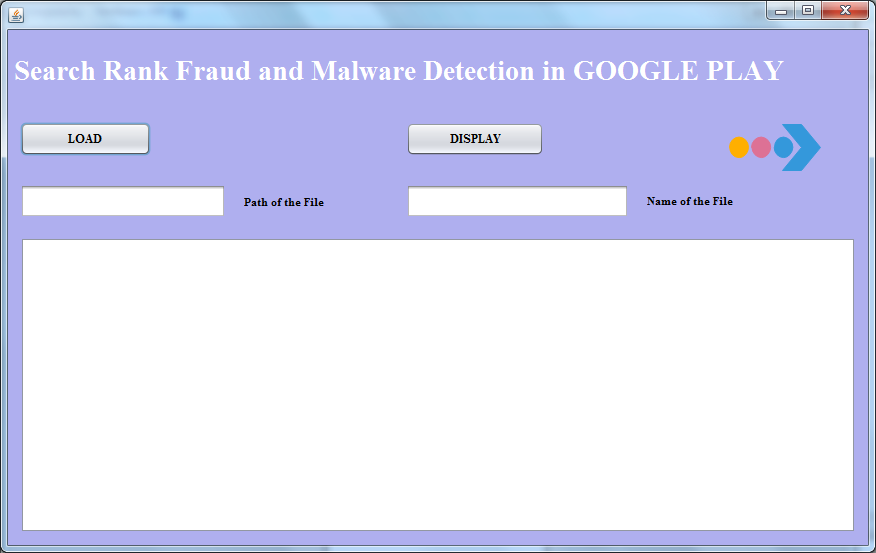 Search Rank Fraud and Malware Detection in GOOGLE PLAY
LOAD
DISPLAY
Path of the File
Name of the File